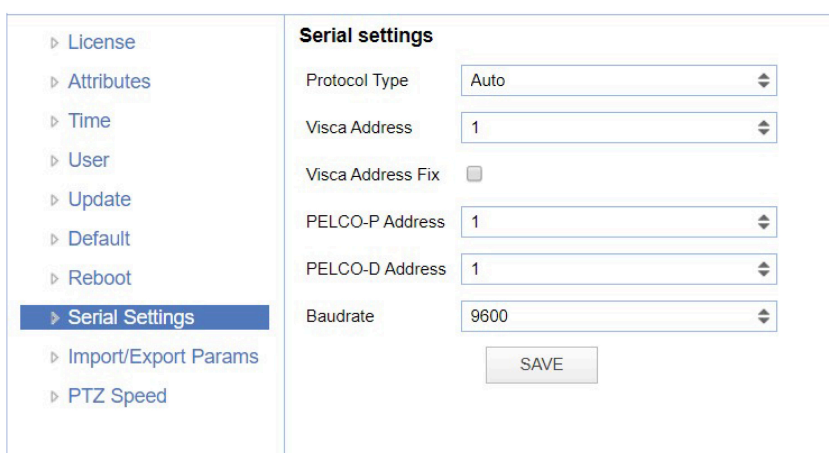 License
Attributes
Time
User
Update
Default
Reboot
Serial Settings
Import/Export Params
PTZ Speed
Serial settings
Protocol Type Auto
Visca Address 1
Visca Address Fix
PELCO-P Address 1
PELCO-D Address 1
Baudrate 9600
SAVE